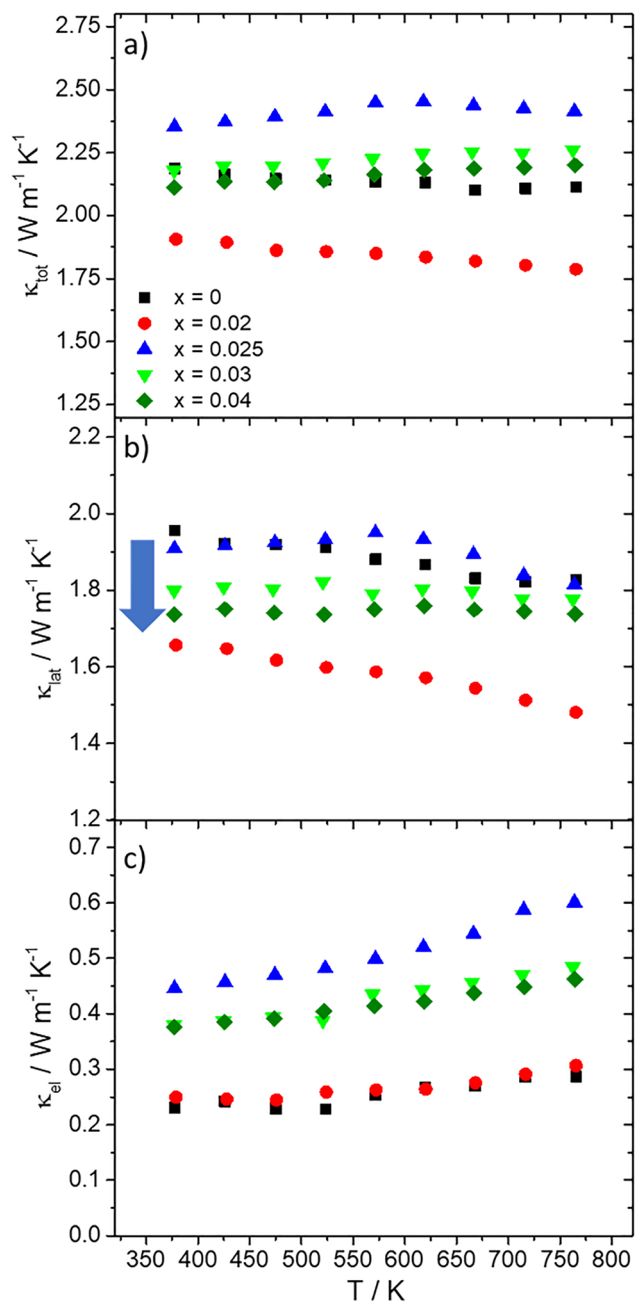 a)
2.75
2.50
2.25
2.00
1.75
1.50
1.25
κtot / W m⁻¹ K⁻¹
x = 0
x = 0.02
x = 0.025
x = 0.03
x = 0.04
b)
2.2
2.0
1.8
1.6
1.4
1.2
κlat / W m⁻¹ K⁻¹
c)
0.7
0.6
0.5
0.4
0.3
0.2
0.1
0.0
κel / W m⁻¹ K⁻¹
350 400 450 500 550 600 650 700 750 800
T / K